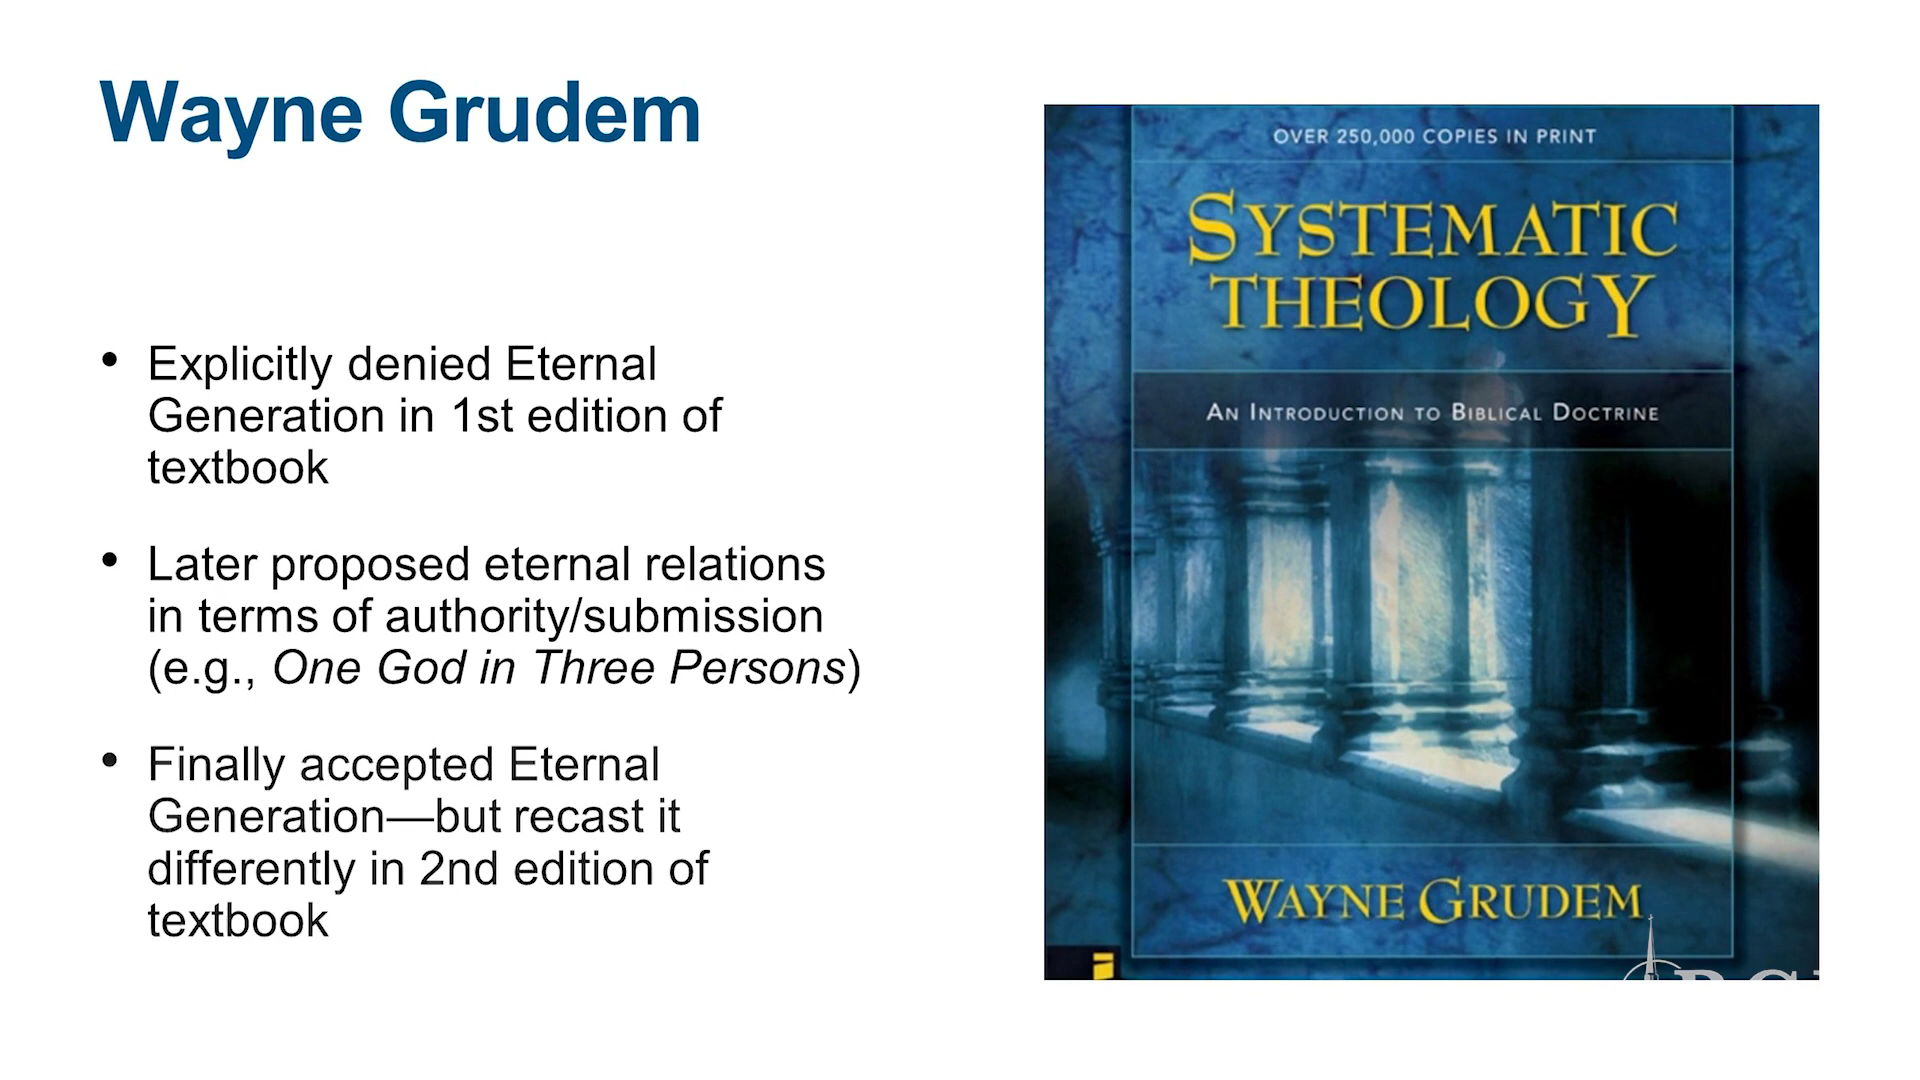 Wayne Grudem
• Explicitly denied Eternal
Generation in 1st edition of
textbook
• Later proposed eternal relations
in terms of authority/submission
(e.g., One God in Three Persons)
• Finally accepted Eternal
Generation—but recast it
differently in 2nd edition of
textbook
OVER 250,000 COPIES IN PRINT
SYSTEMATIC
THEOLOGY
AN INTRODUCTION TO BIBLICAL DOCTRINE
WAYNE GRUDEM